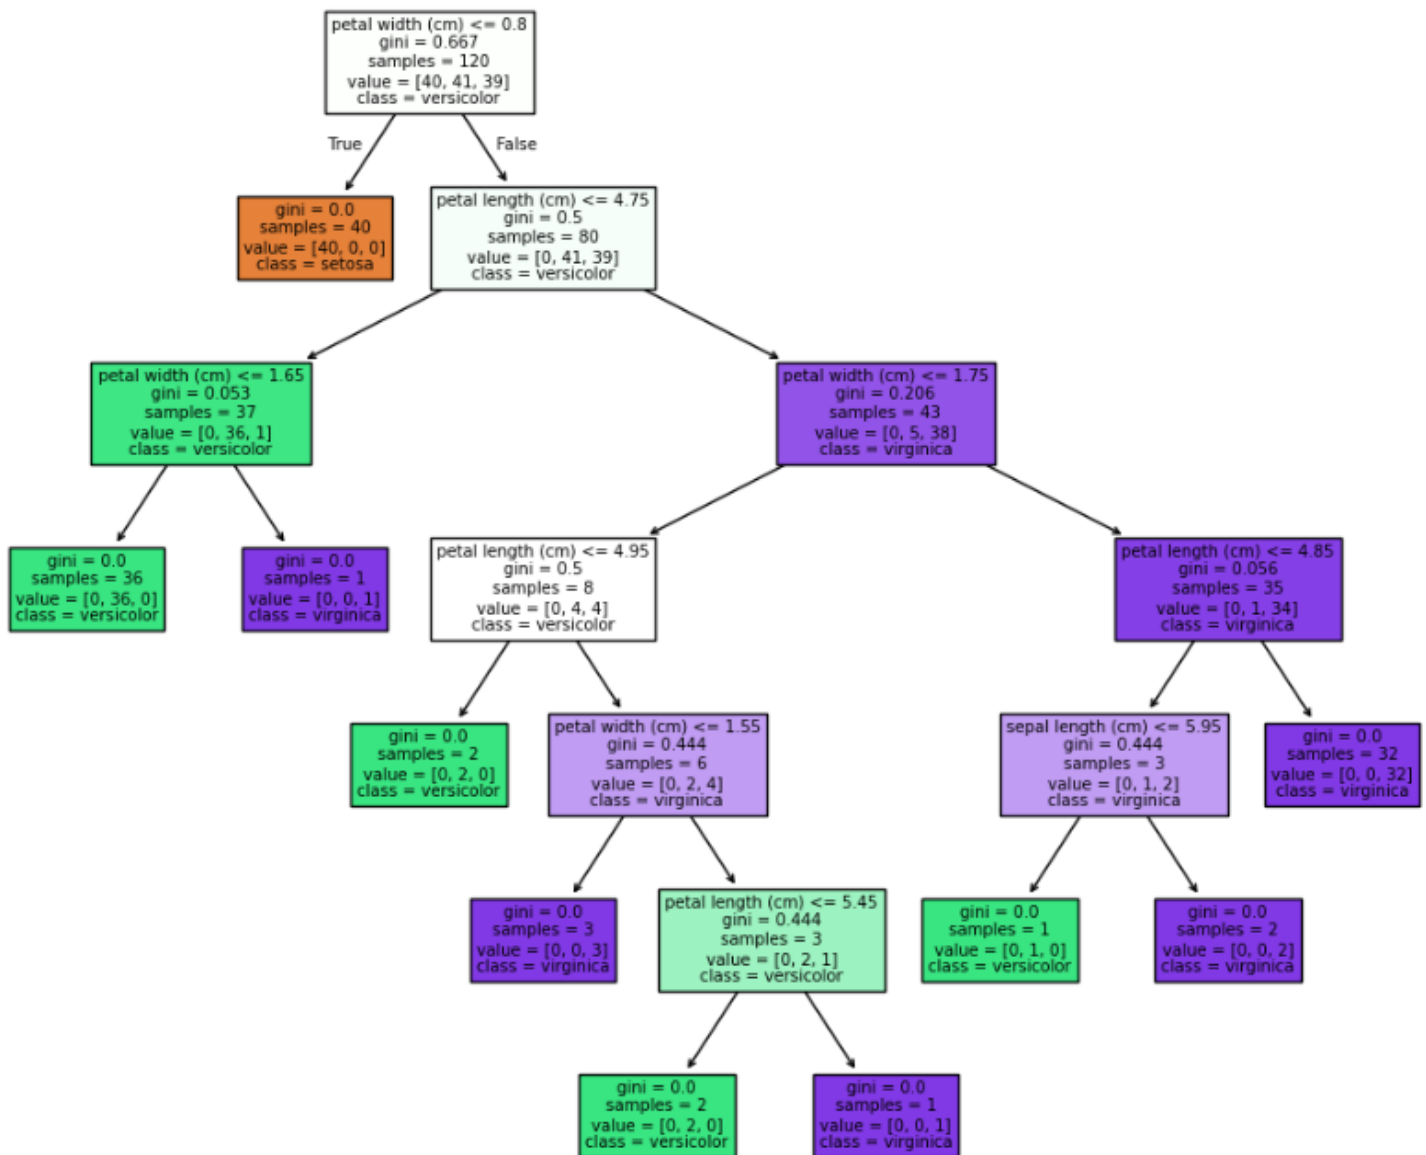 petal width (cm) <= 0.8
gini = 0.667
samples = 120
value = [40, 41, 39]
class = versicolor
True
False
gini = 0.0
samples = 40
value = [40, 0, 0]
class = setosa
petal length (cm) <= 4.75
gini = 0.5
samples = 80
value = [0, 41, 39]
class = versicolor
petal width (cm) <= 1.65
gini = 0.053
samples = 37
value = [0, 36, 1]
class = versicolor
petal width (cm) <= 1.75
gini = 0.206
samples = 43
value = [0, 5, 38]
class = virginica
gini = 0.0
samples = 36
value = [0, 36, 0]
class = versicolor
gini = 0.0
samples = 1
value = [0, 0, 1]
class = virginica
petal length (cm) <= 4.95
gini = 0.5
samples = 8
value = [0, 4, 4]
class = versicolor
petal length (cm) <= 4.85
gini = 0.056
samples = 35
value = [0, 1, 34]
class = virginica
gini = 0.0
samples = 2
value = [0, 2, 0]
class = versicolor
petal width (cm) <= 1.55
gini = 0.444
samples = 6
value = [0, 2, 4]
class = virginica
sepal length (cm) <= 5.95
gini = 0.444
samples = 3
value = [0, 1, 2]
class = virginica
gini = 0.0
samples = 32
value = [0, 0, 32]
class = virginica
gini = 0.0
samples = 3
value = [0, 0, 3]
class = virginica
petal length (cm) <= 5.45
gini = 0.444
samples = 3
value = [0, 2, 1]
class = versicolor
gini = 0.0
samples = 1
value = [0, 1, 0]
class = versicolor
gini = 0.0
samples = 2
value = [0, 0, 2]
class = virginica
gini = 0.0
samples = 2
value = [0, 2, 0]
class = versicolor
gini = 0.0
samples = 1
value = [0, 0, 1]
class = virginica